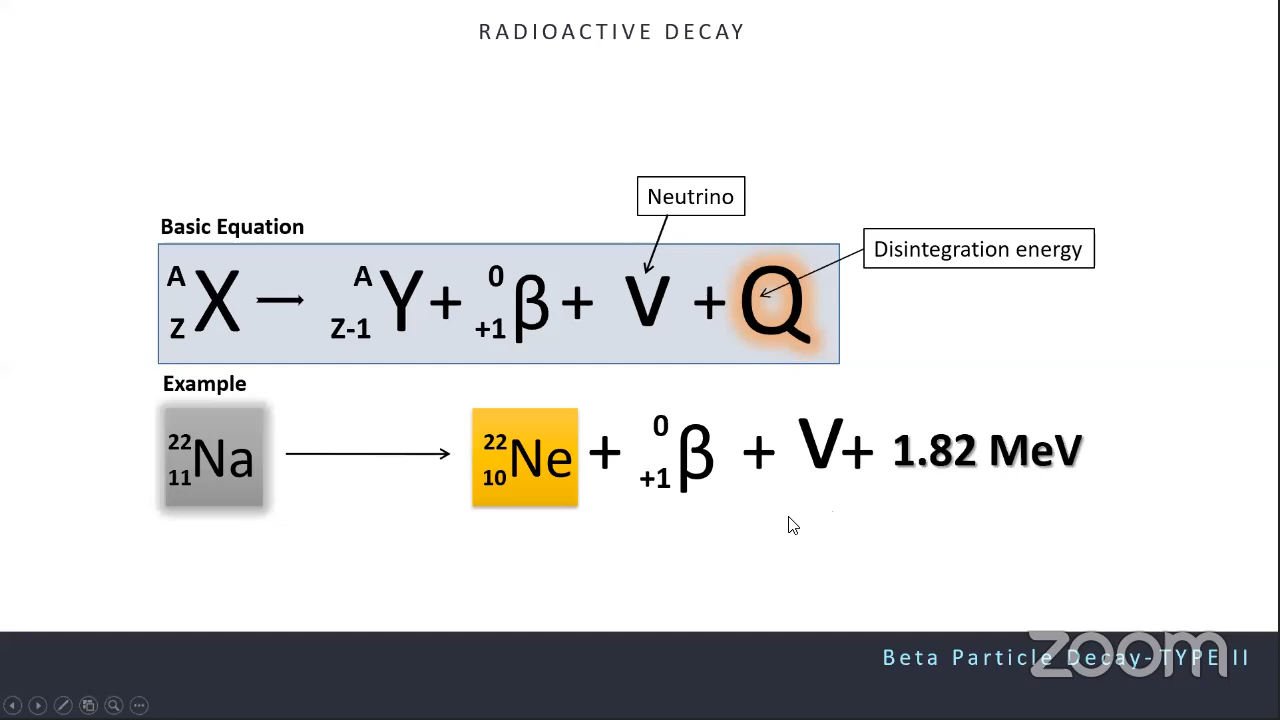 RADIOACTIVE DECAY
Neutrino
Basic Equation
Disintegration energy
A Z X → A Z-1 Y + 0 +1 β + ν + Q
Example
22 11 Na → 22 10 Ne + 0 +1 β + ν + 1.82 MeV
Beta Particle Decay-TYPE II
zoom